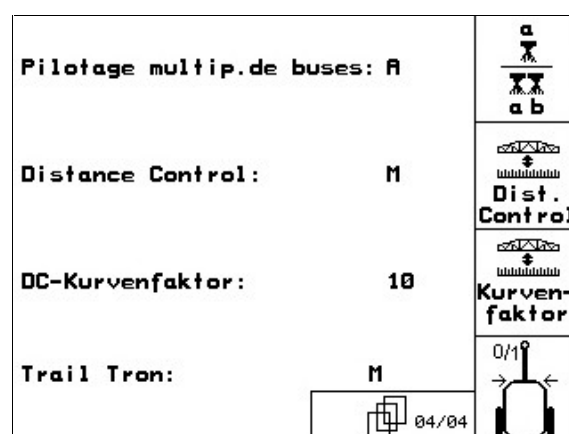 Pilotage multip.de buses: A
a
a b
Distance Control: M
Dist.
Control
DC-Kurvenfaktor: 10
Kurven-
faktor
Trail Tron: M
0/1
04/04